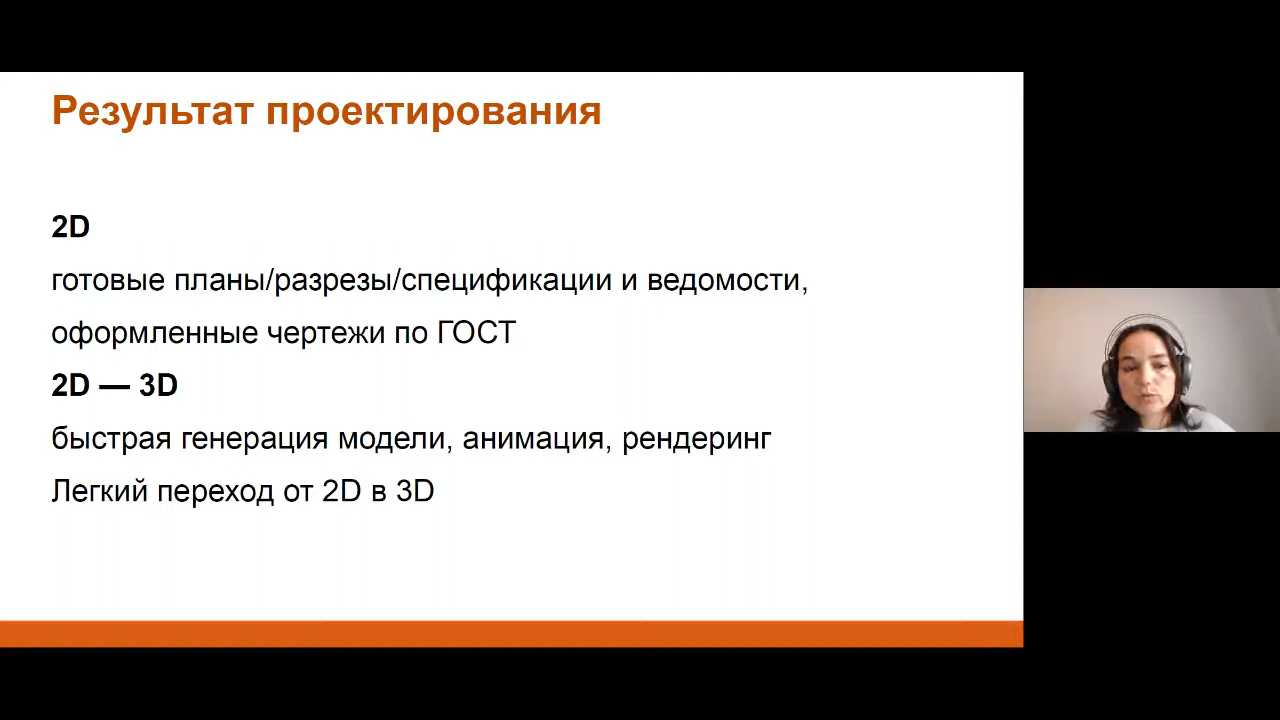 Результат проектирования
2D
готовые планы/разрезы/спецификации и ведомости,
оформленные чертежи по ГОСТ
2D — 3D
быстрая генерация модели, анимация, рендеринг
Легкий переход от 2D в 3D